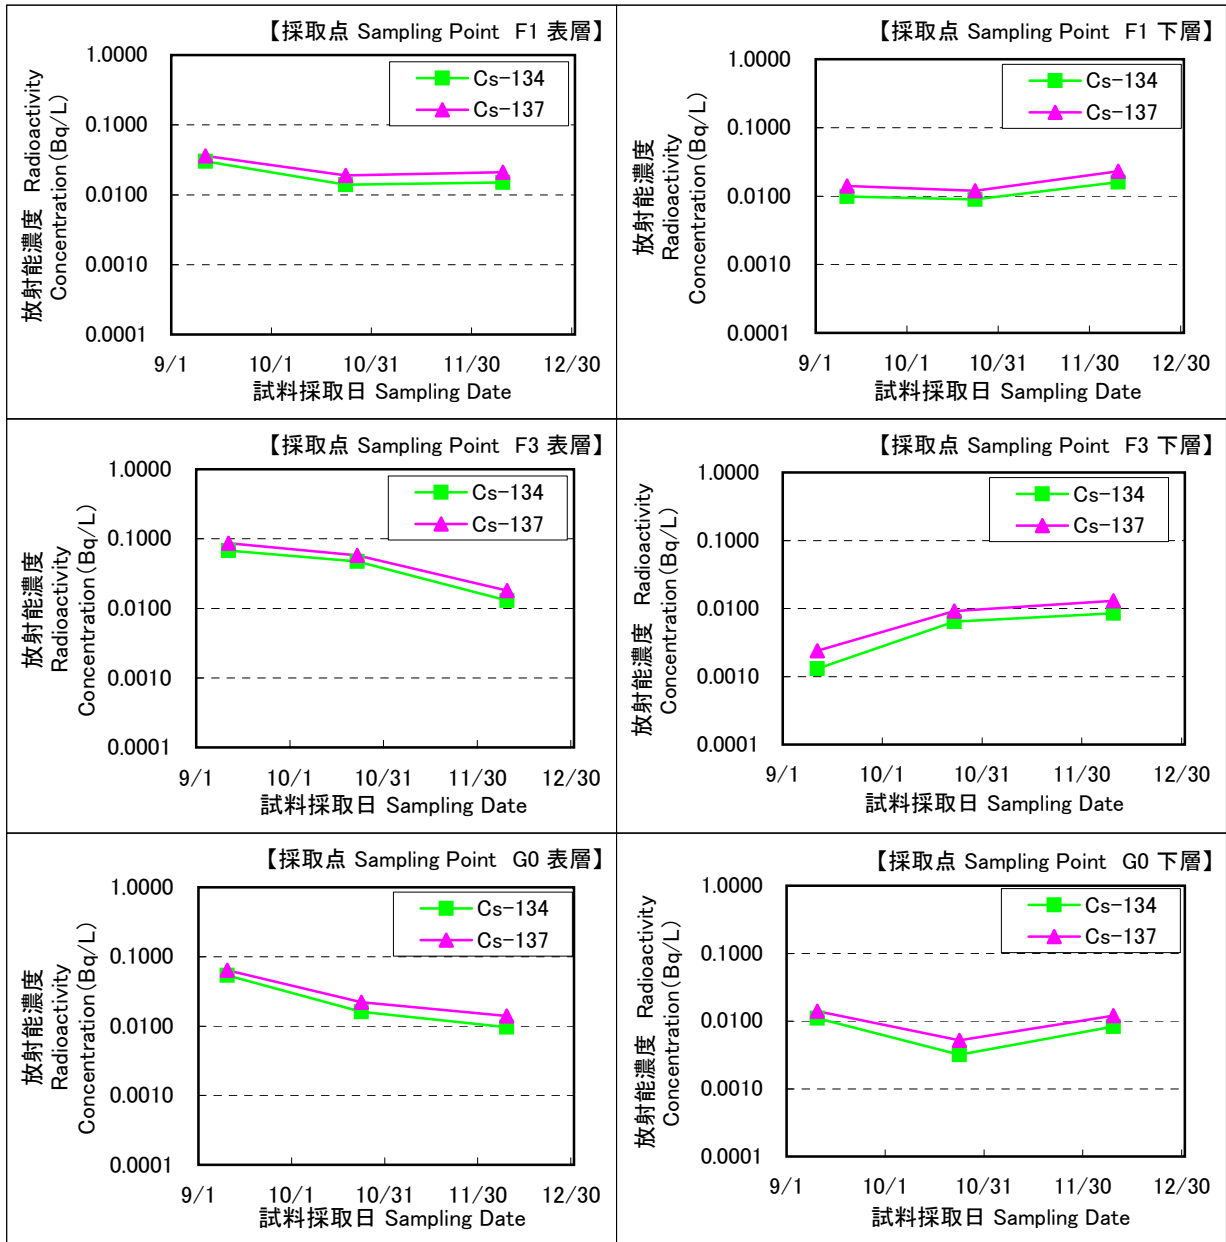 【採取点 Sampling Point F1 表層】
Cs-134
Cs-137
1.0000
0.1000
0.0100
0.0010
0.0001
放射能濃度 Radioactivity
Concentration(Bq/L)
9/1 10/1 10/31 11/30 12/30
試料採取日 Sampling Date
【採取点 Sampling Point F1 下層】
Cs-134
Cs-137
1.0000
0.1000
0.0100
0.0010
0.0001
放射能濃度
Radioactivity
Concentration(Bq/L)
9/1 10/1 10/31 11/30 12/30
試料採取日 Sampling Date
【採取点 Sampling Point F3 表層】
Cs-134
Cs-137
1.0000
0.1000
0.0100
0.0010
0.0001
放射能濃度
Radioactivity
Concentration(Bq/L)
9/1 10/1 10/31 11/30 12/30
試料採取日 Sampling Date
【採取点 Sampling Point F3 下層】
Cs-134
Cs-137
1.0000
0.1000
0.0100
0.0010
0.0001
放射能濃度 Radioactivity
Concentration(Bq/L)
9/1 10/1 10/31 11/30 12/30
試料採取日 Sampling Date
【採取点 Sampling Point G0 表層】
Cs-134
Cs-137
1.0000
0.1000
0.0100
0.0010
0.0001
放射能濃度
Radioactivity
Concentration(Bq/L)
9/1 10/1 10/31 11/30 12/30
試料採取日 Sampling Date
【採取点 Sampling Point G0 下層】
Cs-134
Cs-137
1.0000
0.1000
0.0100
0.0010
0.0001
放射能濃度 Radioactivity
Concentration(Bq/L)
9/1 10/1 10/31 11/30 12/30
試料採取日 Sampling Date